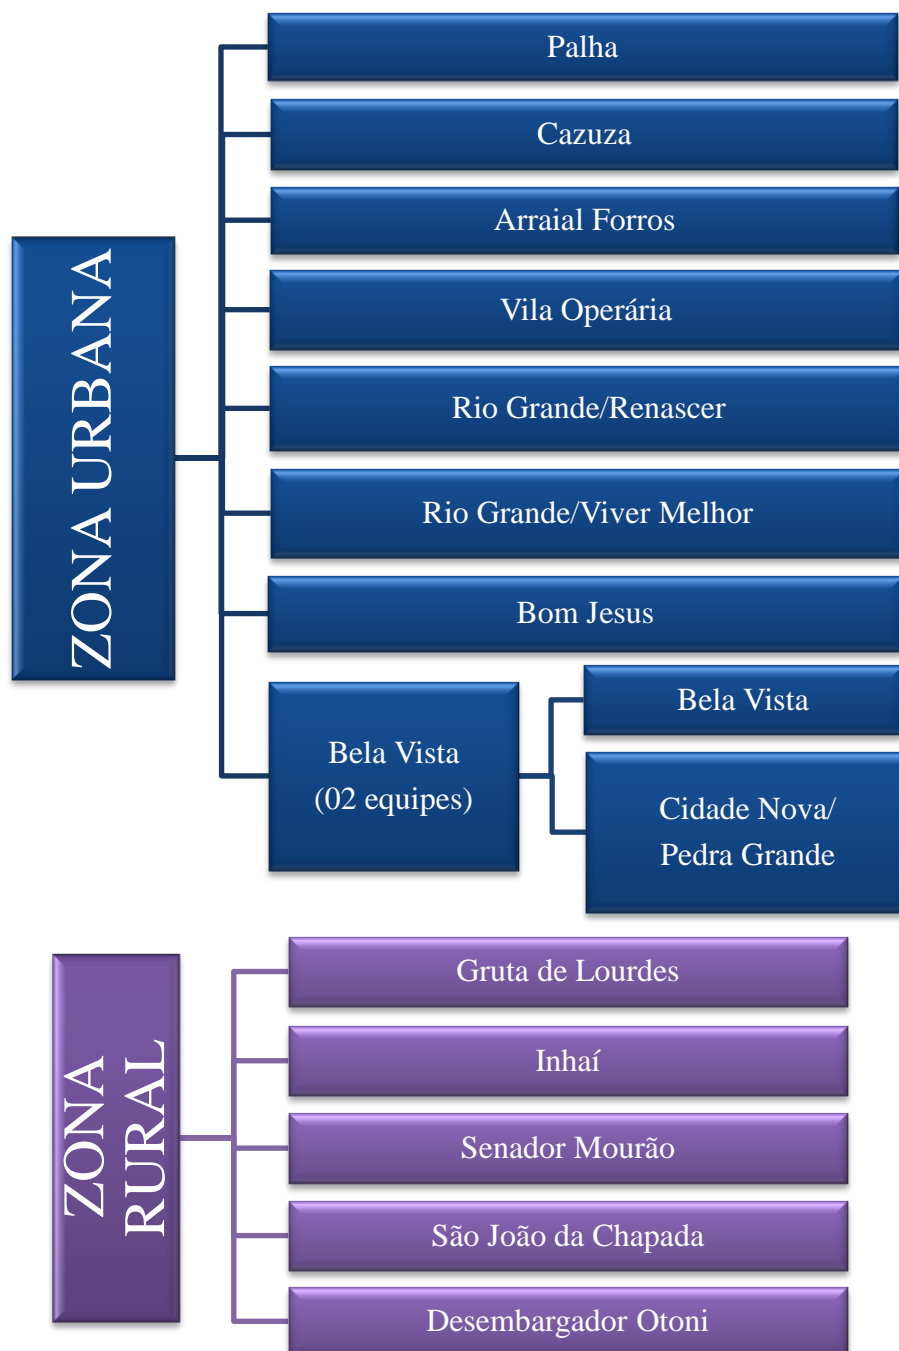 ZONA URBANA
Palha
Cazuza
Arraial Forros
Vila Operária
Rio Grande/Renascer
Rio Grande/Viver Melhor
Bom Jesus
Bela Vista
(02 equipes)
Bela Vista
Cidade Nova/
Pedra Grande
ZONA
RURAL
Gruta de Lourdes
Inhaí
Senador Mourão
São João da Chapada
Desembargador Otoni